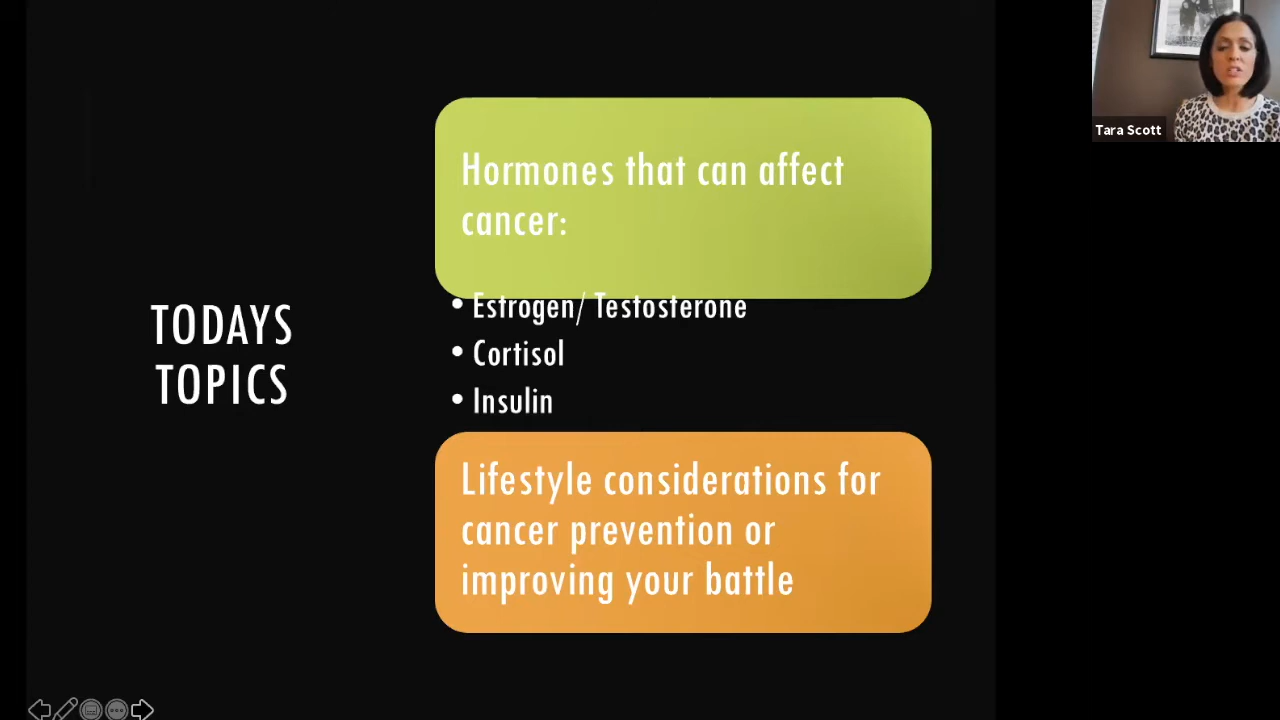 TODAYS
TOPICS
Hormones that can affect
cancer:
• Estrogen/ Testosterone
• Cortisol
• Insulin
Lifestyle considerations for
cancer prevention or
improving your battle
Tara Scott